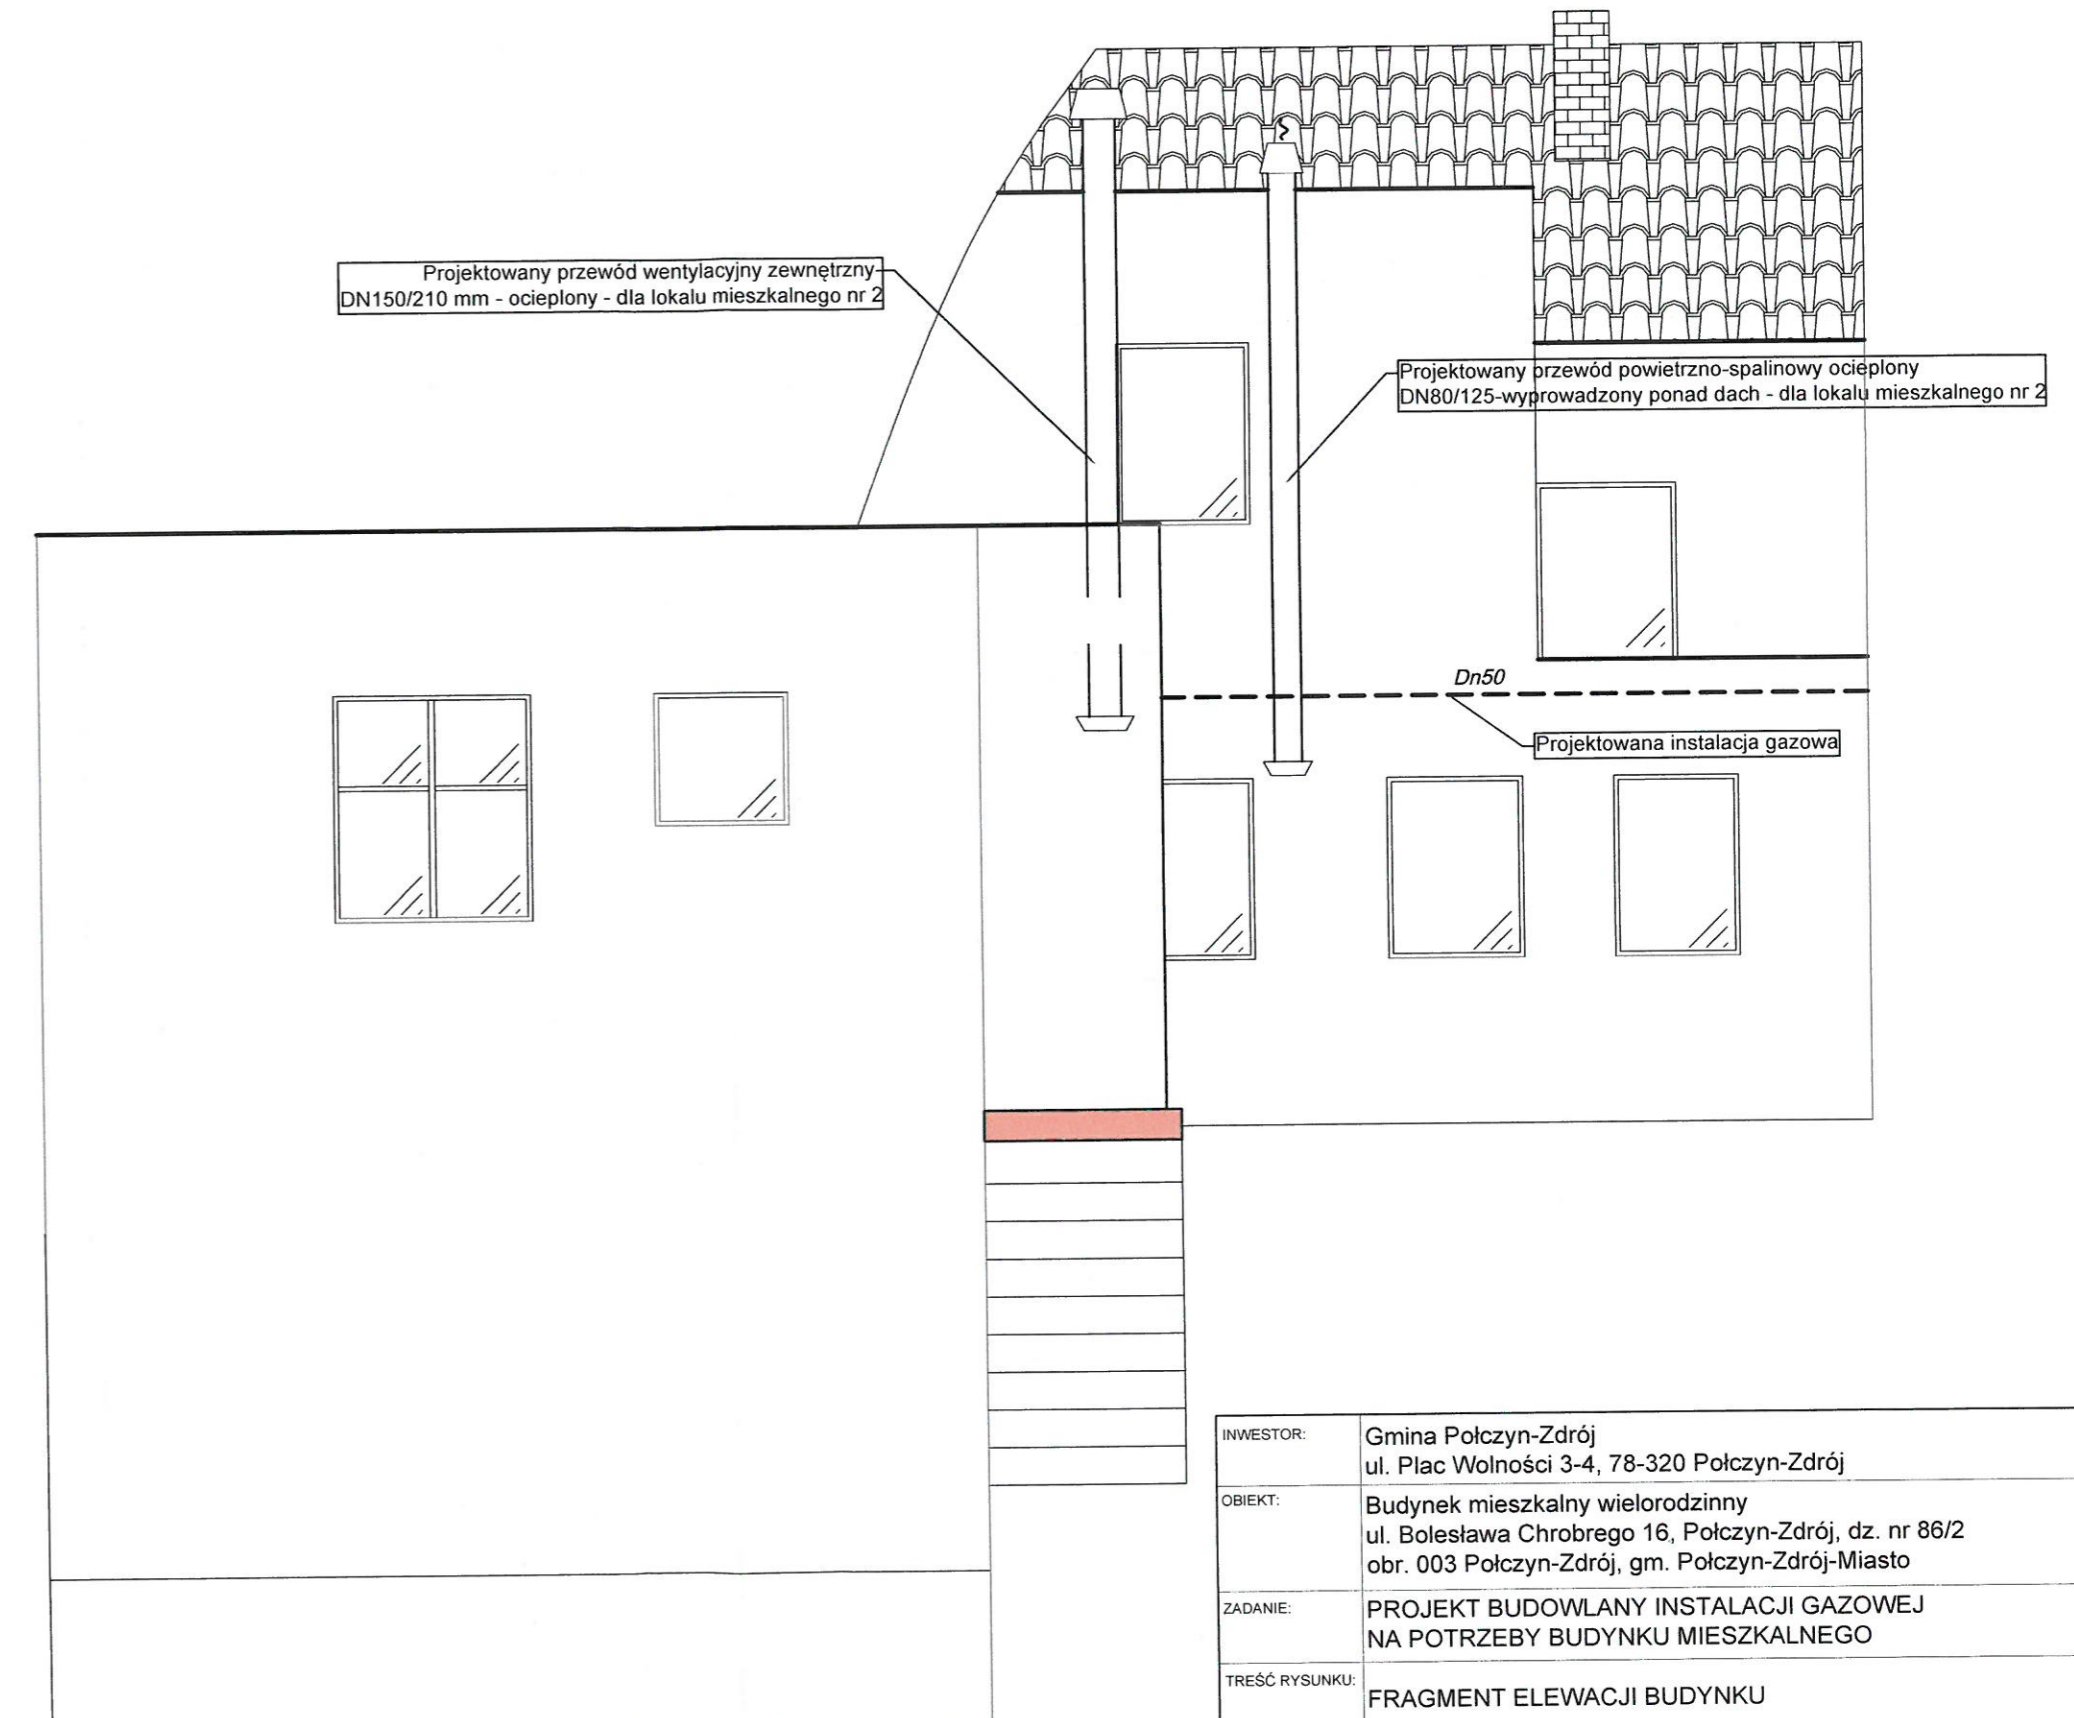 Projektowany przewód wentylacyjny zewnętrzny
DN150/210 mm - ocieplony - dla lokalu mieszkalnego nr 2
Projektowany przewód powietrzno-spalinowy ocieplony
DN80/125-wyprowadzony ponad dach - dla lokalu mieszkalnego nr 2
Dn50
Projektowana instalacja gazowa
INWESTOR:
Gmina Połczyn-Zdrój
ul. Plac Wolności 3-4, 78-320 Połczyn-Zdrój
OBIEKT:
Budynek mieszkalny wielorodzinny
ul. Bolesława Chrobrego 16, Połczyn-Zdrój, dz. nr 86/2
obr. 003 Połczyn-Zdrój, gm. Połczyn-Zdrój-Miasto
ZADANIE:
PROJEKT BUDOWLANY INSTALACJI GAZOWEJ
NA POTRZEBY BUDYNKU MIESZKALNEGO
TREŚĆ RYSUNKU:
FRAGMENT ELEWACJI BUDYNKU